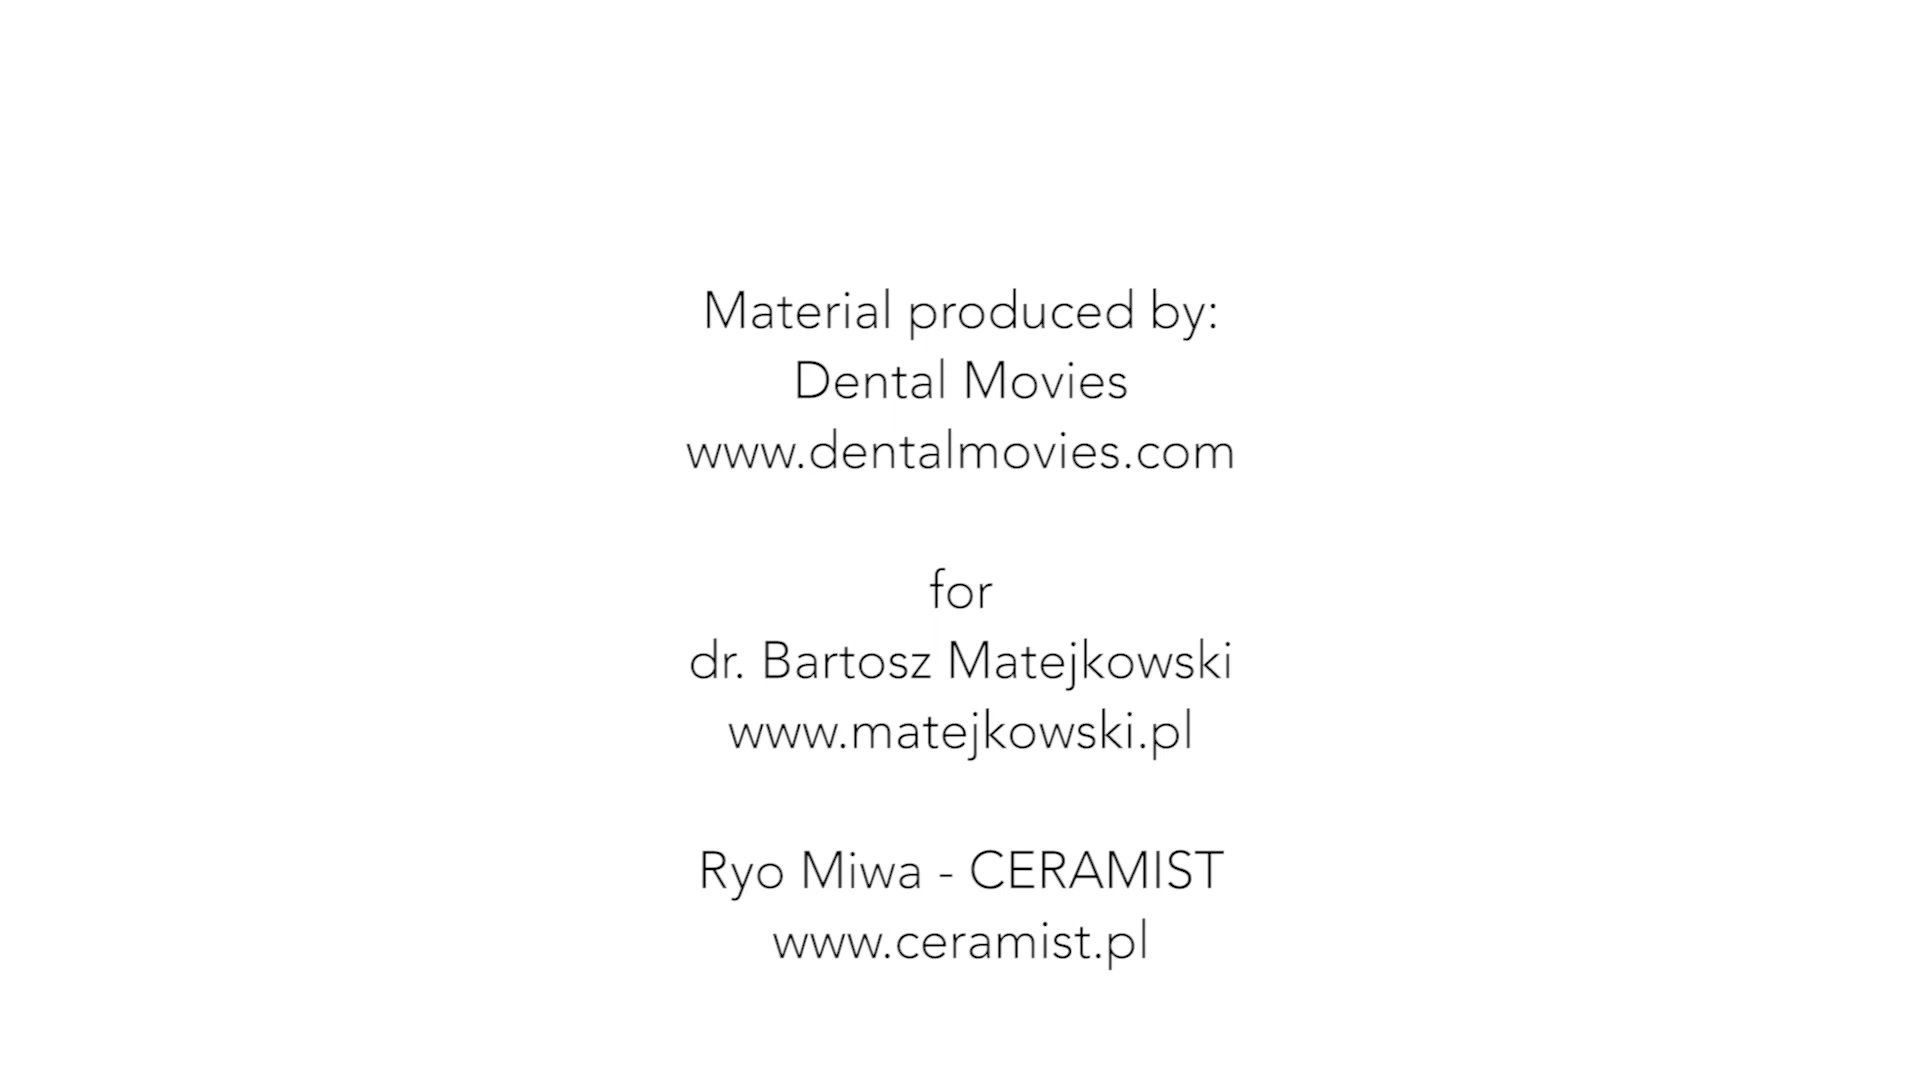 Material produced by:
Dental Movies
www.dentalmovies.com
for
dr. Bartosz Matejkowski
www.matejkowski.pl
Ryo Miwa - CERAMIST
www.ceramist.pl